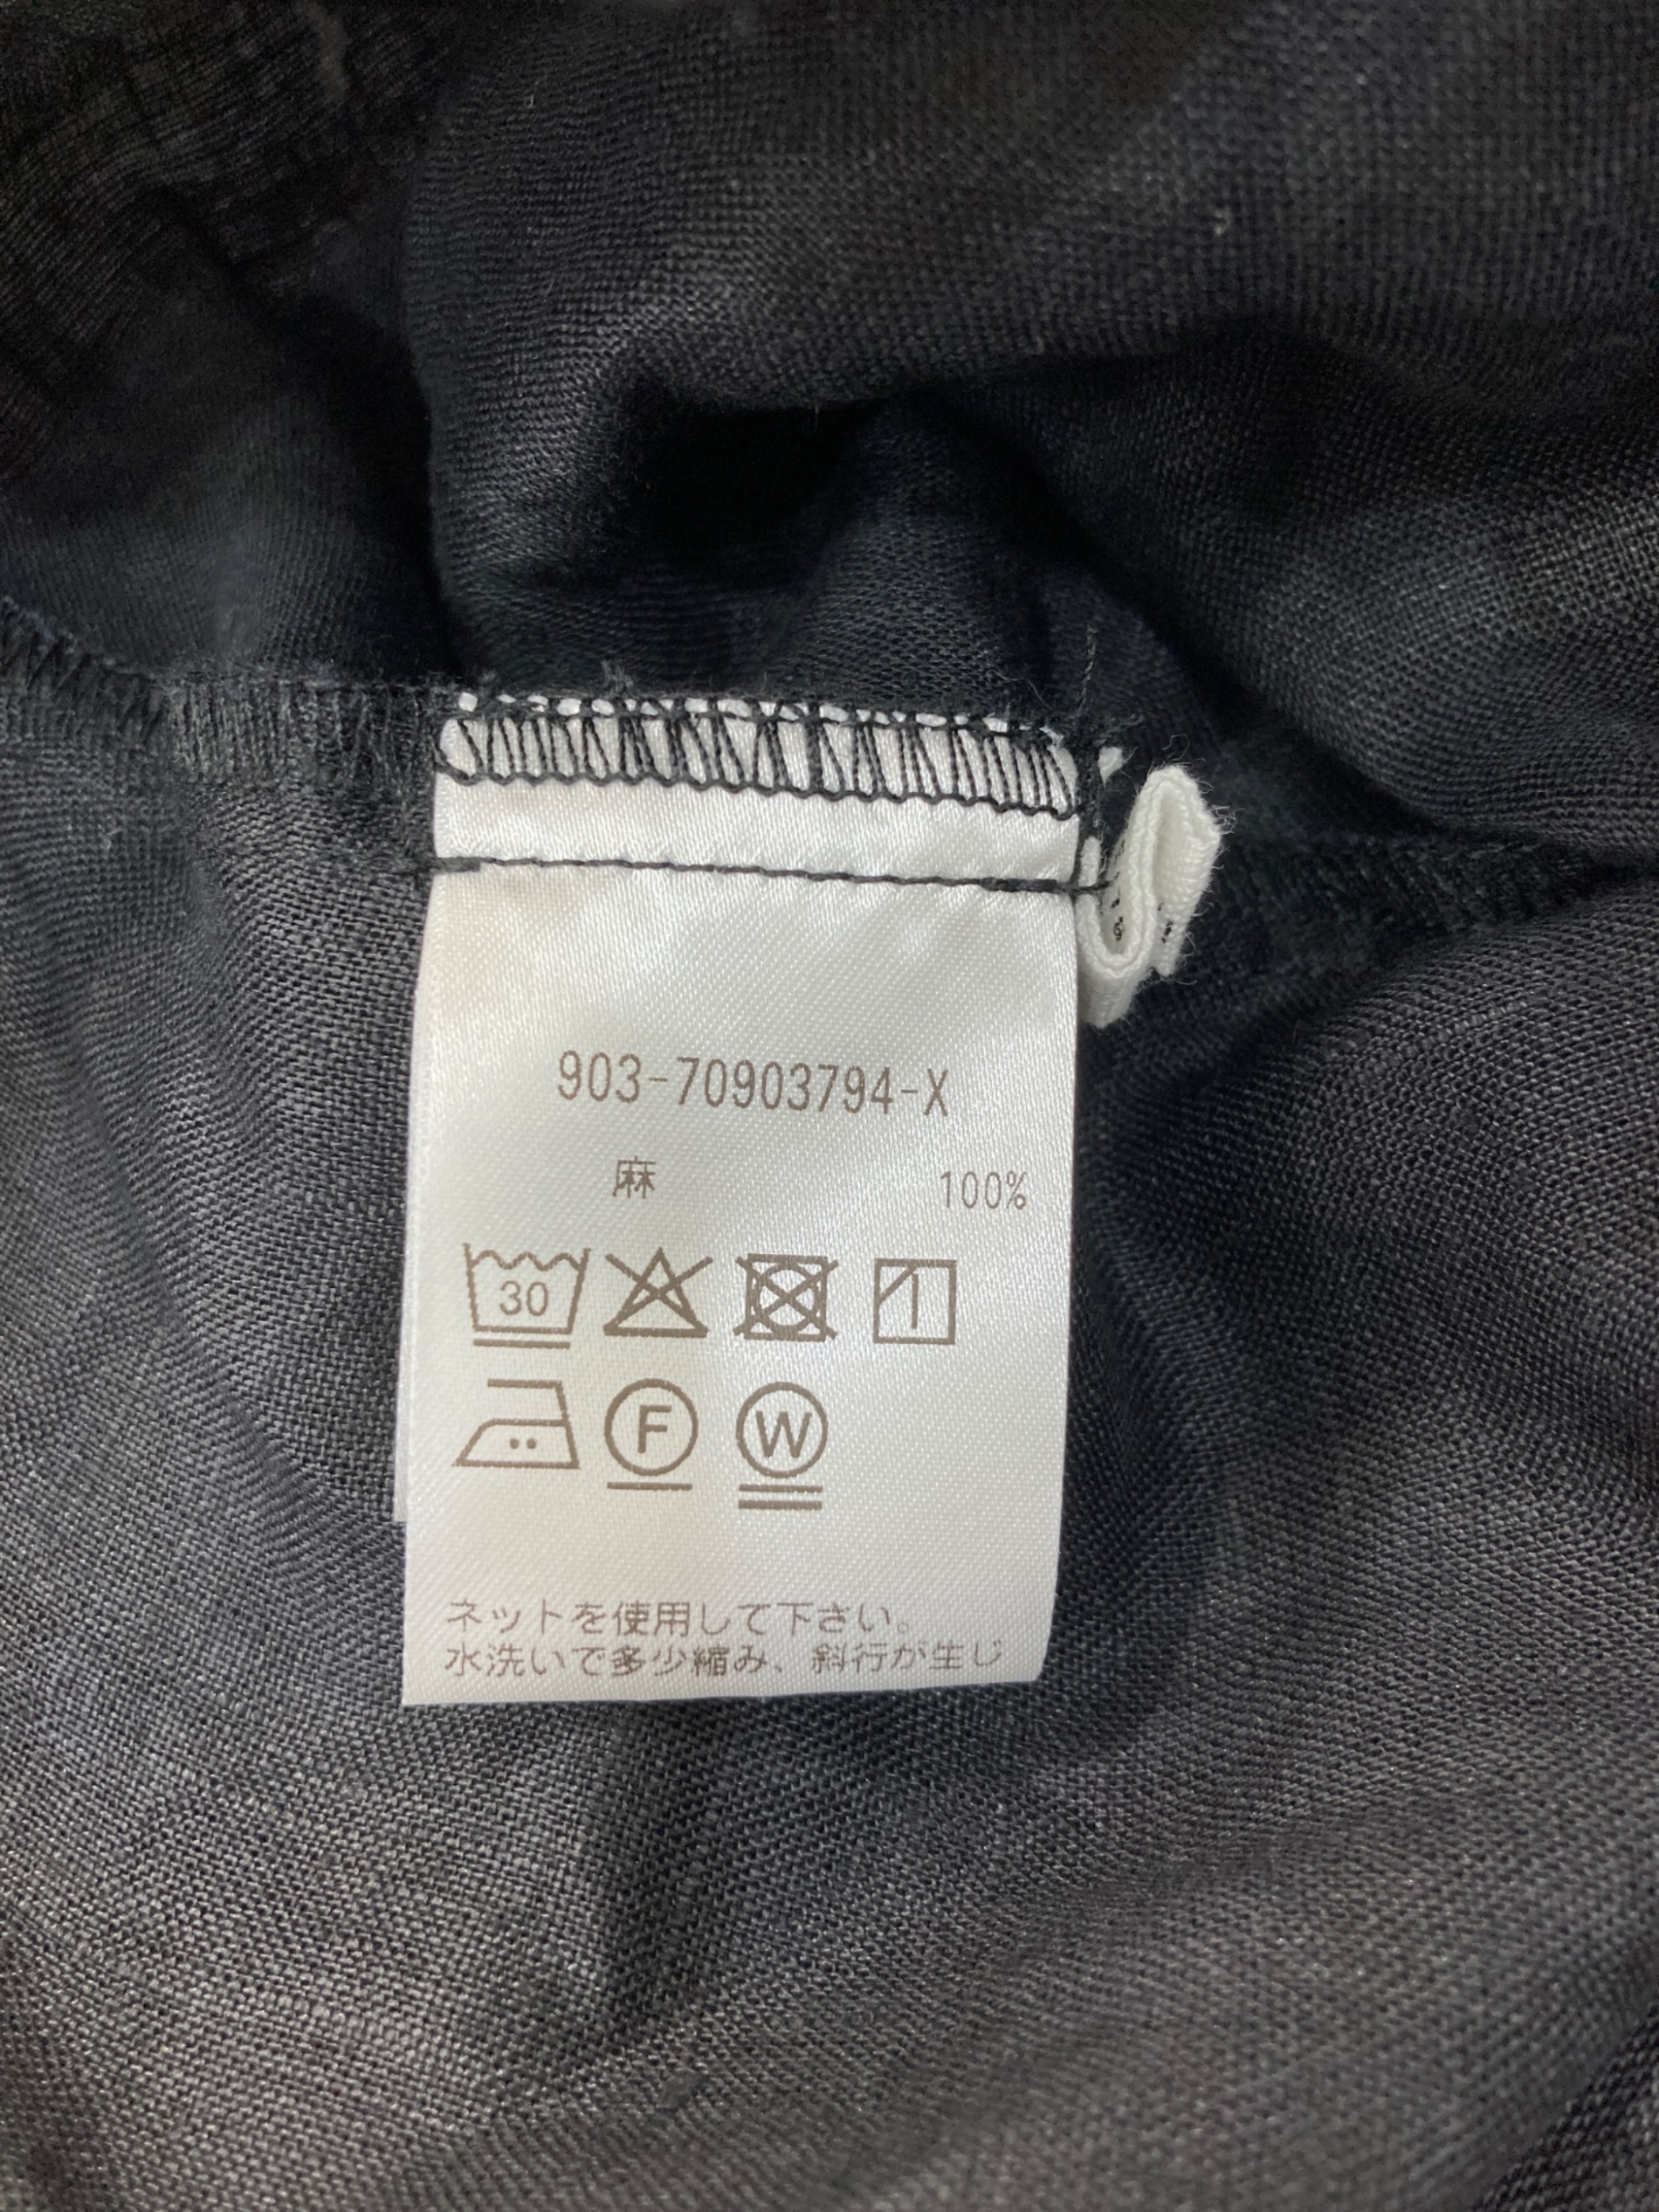 903-70903794-X
麻 100%
30
F W
ネットを使用して下さい。
水洗いで多少縮み、斜行が生じ